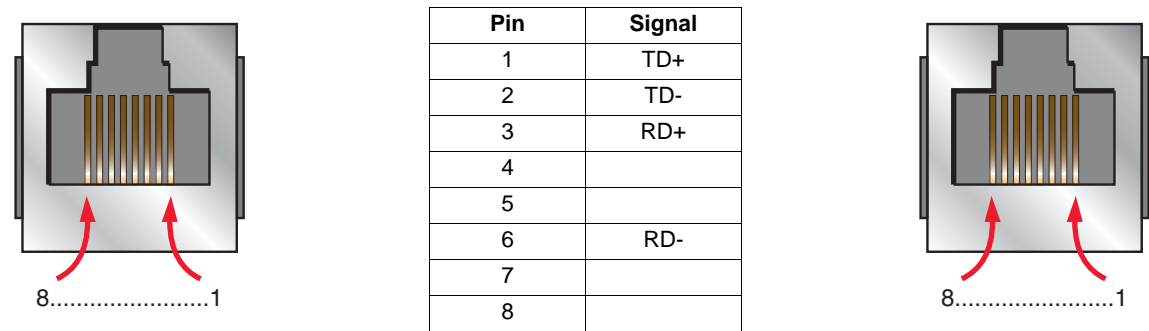 Pin Signal
1 TD+
2 TD-
3 RD+
4
5
6 RD-
7
8
8........................1
8........................1